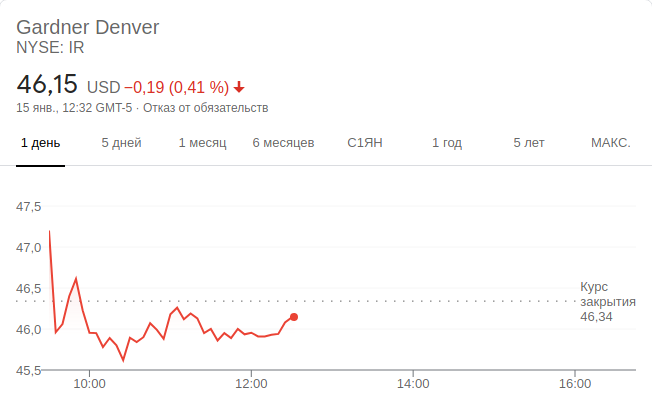 Gardner Denver
NYSE: IR
46,15 USD −0,19 (0,41 %)
15 янв., 12:32 GMT-5 · Отказ от обязательств
1 день 5 дней 1 месяц 6 месяцев С1ЯН 1 год 5 лет МАКС.
47,5
47,0
46,5
46,0
45,5
Курс
закрытия
46,34
10:00 12:00 14:00 16:00